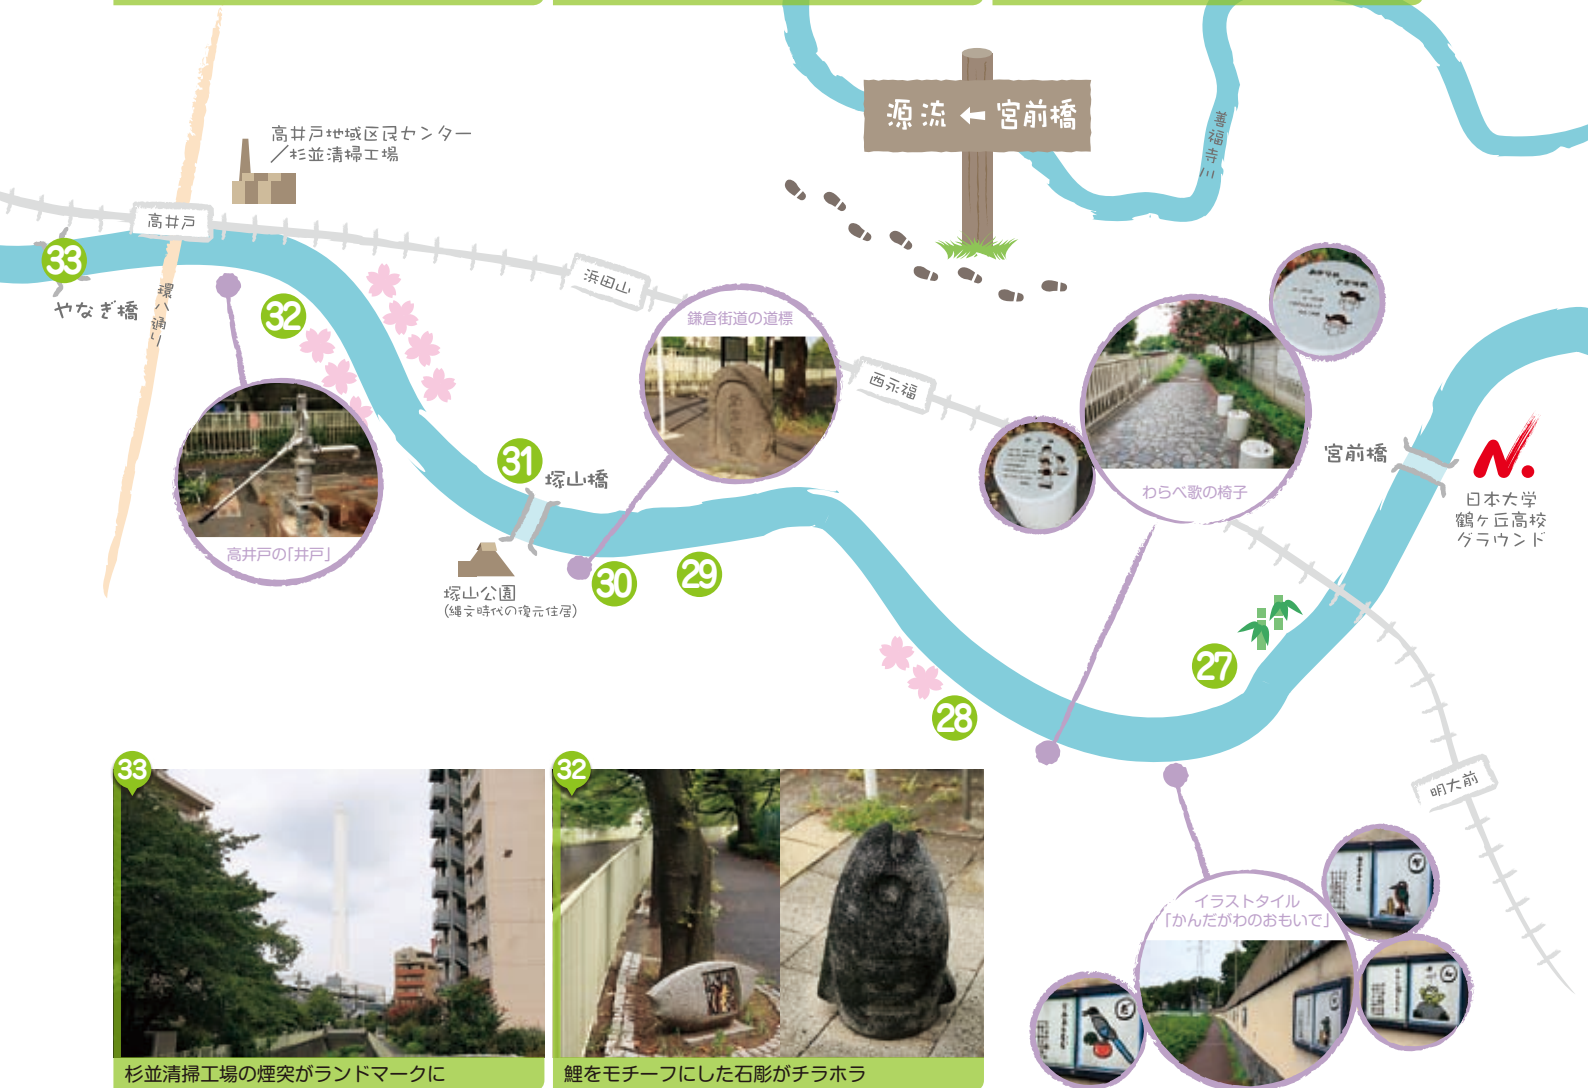 源流 ← 宮前橋
善福寺川
高井戸地域区民センター
／杉並清掃工場
高井戸
33
やなぎ橋
環八通り
32
浜田山
鎌倉街道の道標
西永福
わらべ歌の椅子
宮前橋
日本大学
鶴ヶ丘高校
グラウンド
高井戸の「井戸」
31
塚山橋
塚山公園
(縄文時代の復元住居)
30
29
28
27
明大前
イラストタイル
「かんだがわのおもいで」
33
杉並清掃工場の煙突がランドマークに
32
鯉をモチーフにした石彫がチラホラ